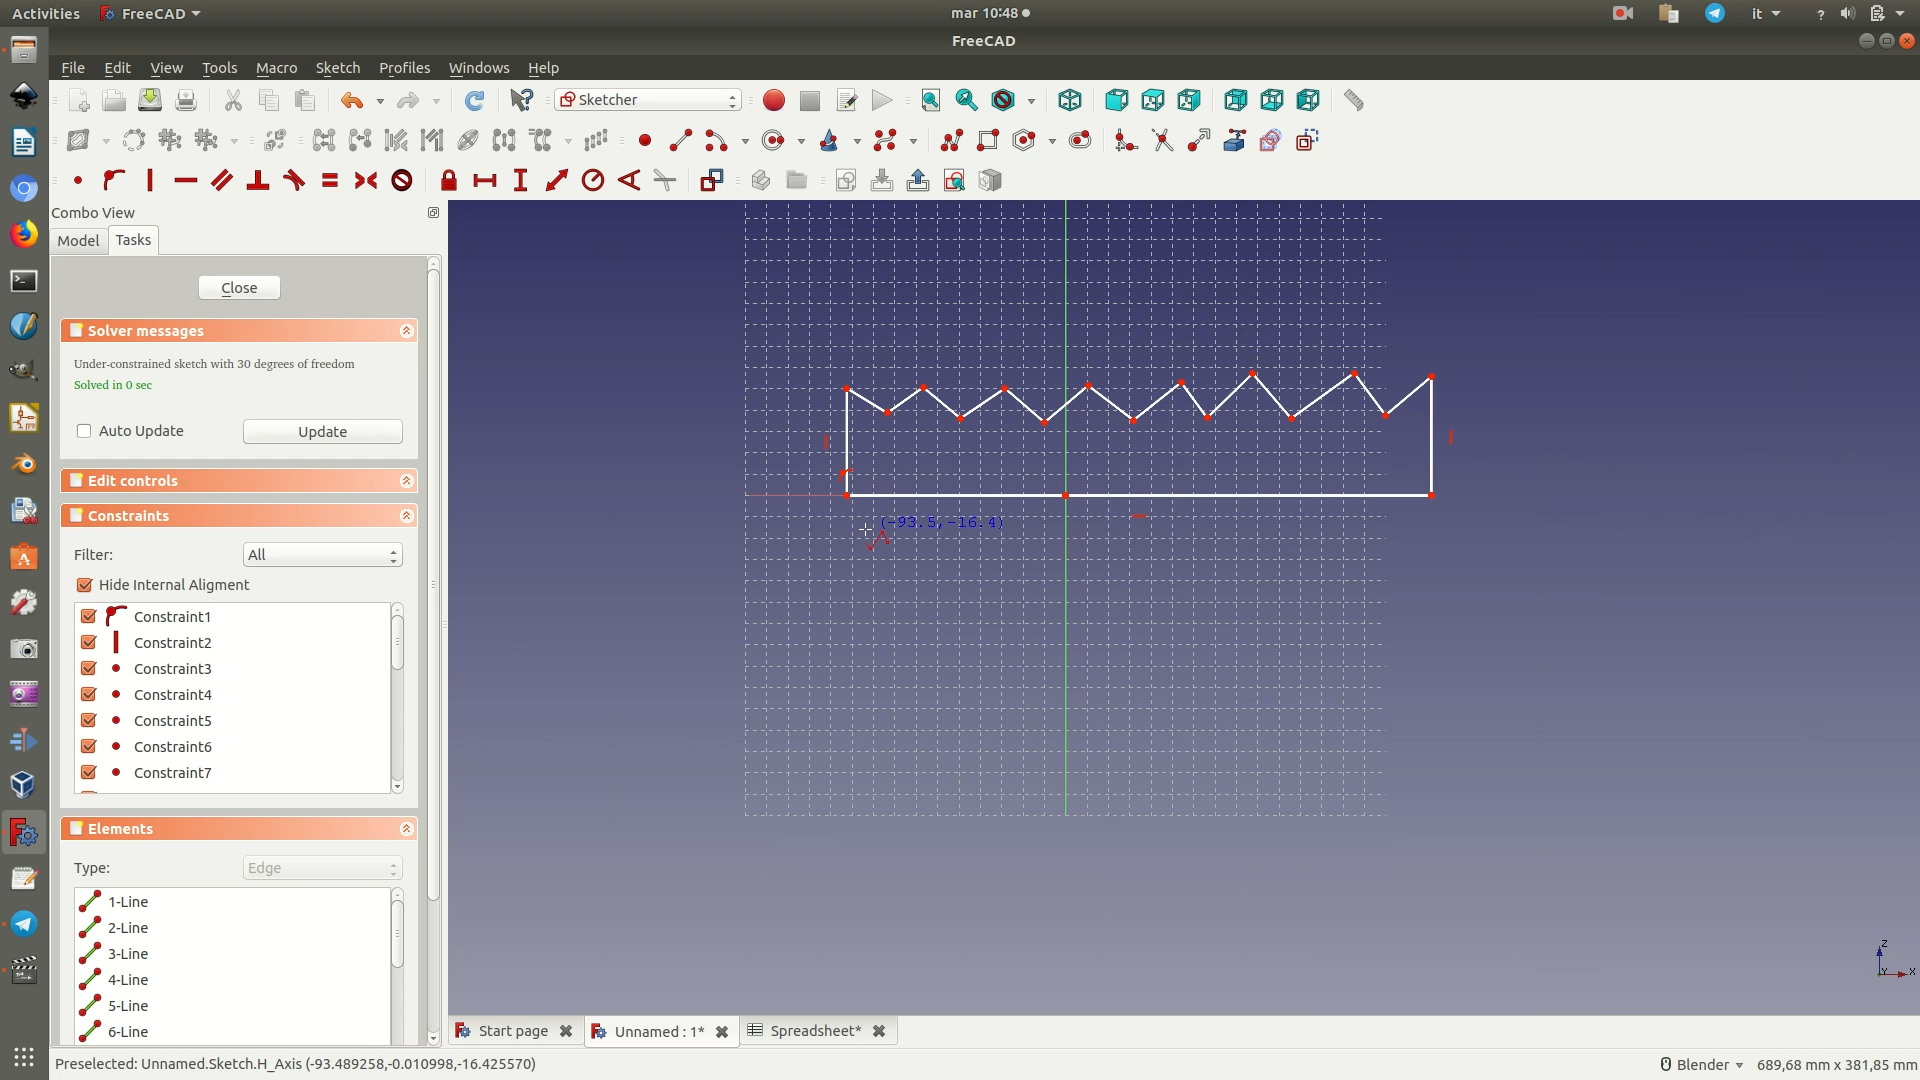 Activities FreeCAD mar 10:48 it ?
FreeCAD
File Edit View Tools Macro Sketch Profiles Windows Help
Sketcher
Combo View
Model Tasks
Close
Solver messages
Under-constrained sketch with 30 degrees of freedom
Solved in 0 sec
Auto Update Update
Edit controls
Constraints
Filter: All
Hide Internal Aligment
Constraint1
Constraint2
Constraint3
Constraint4
Constraint5
Constraint6
Constraint7
Elements
Type: Edge
1-Line
2-Line
3-Line
4-Line
5-Line
6-Line
(-93.5,-16.4)
Z
Y X
Start page Unnamed : 1* Spreadsheet*
Preselected: Unnamed.Sketch.H_Axis (-93.489258,-0.010998,-16.425570) Blender 689,68 mm x 381,85 mm